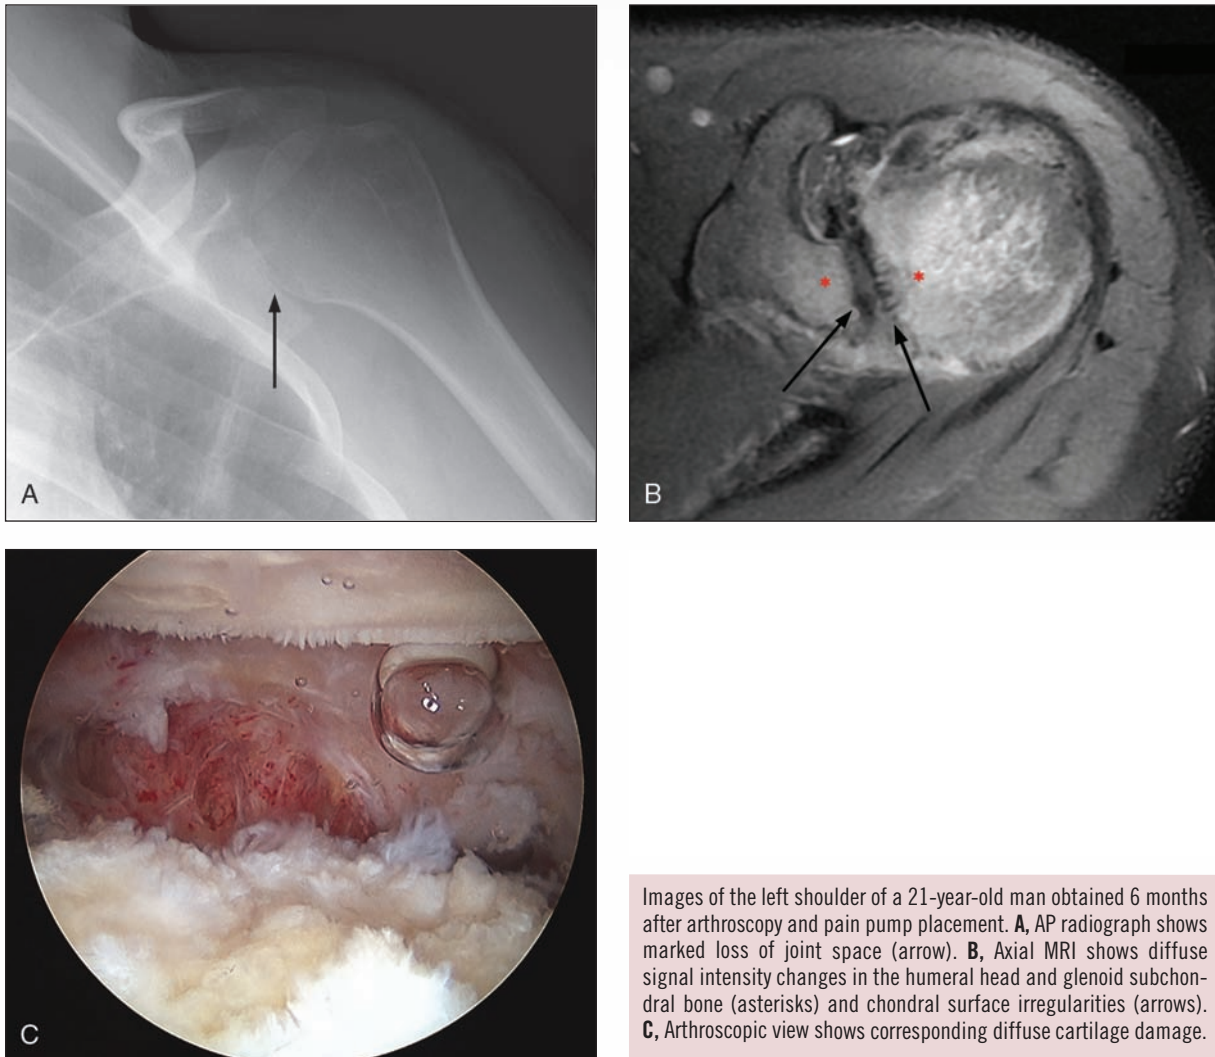 A
B
C
Images of the left shoulder of a 21-year-old man obtained 6 months
after arthroscopy and pain pump placement. A, AP radiograph shows
marked loss of joint space (arrow). B, Axial MRI shows diffuse
signal intensity changes in the humeral head and glenoid subchon-
dral bone (asterisks) and chondral surface irregularities (arrows).
C, Arthroscopic view shows corresponding diffuse cartilage damage.